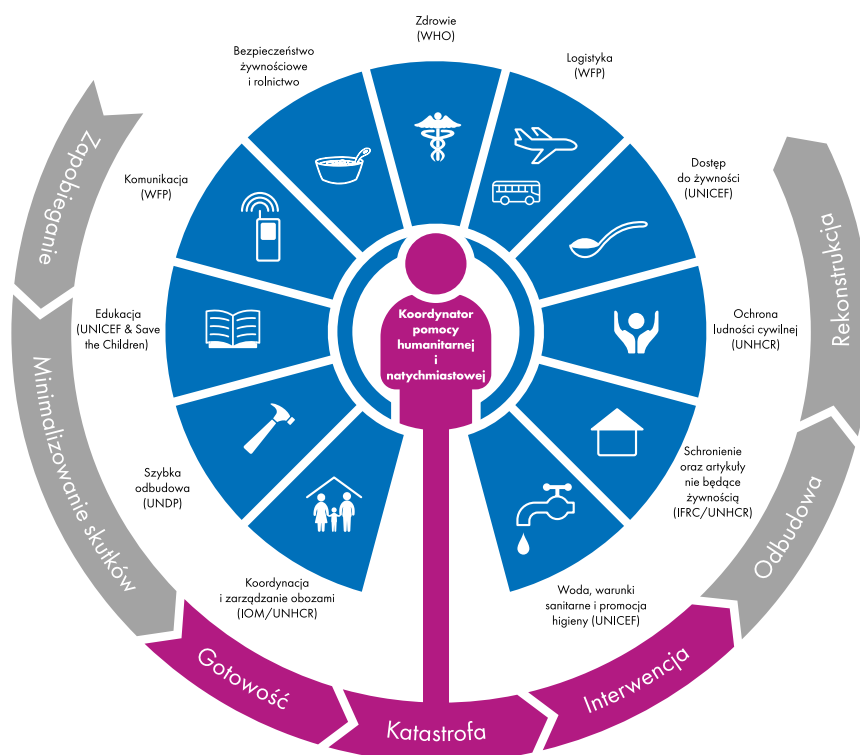 Zdrowie
(WHO)
Logistyka
(WFP)
Dostęp
do żywności
(UNICEF)
Ochrona
ludności cywilnej
(UNHCR)
Schronienie
oraz artykuły
nie będące
żywnością
(IFRC/UNHCR)
Woda, warunki
sanitarne i promocja
higieny (UNICEF)
Koordynacja
i zarządzanie obozami
(IOM/UNHCR)
Szybka
odbudowa
(UNDP)
Edukacja
(UNICEF & Save
the Children)
Komunikacja
(WFP)
Bezpieczeństwo
żywnościowe
i rolnictwo
Koordynator
pomocy
humanitarnej
i
natychmiastowej
Zapobieganie
Minimalizowanie skutków
Gotowość
Katastrofa
Interwencja
Odbudowa
Rekonstrukcja